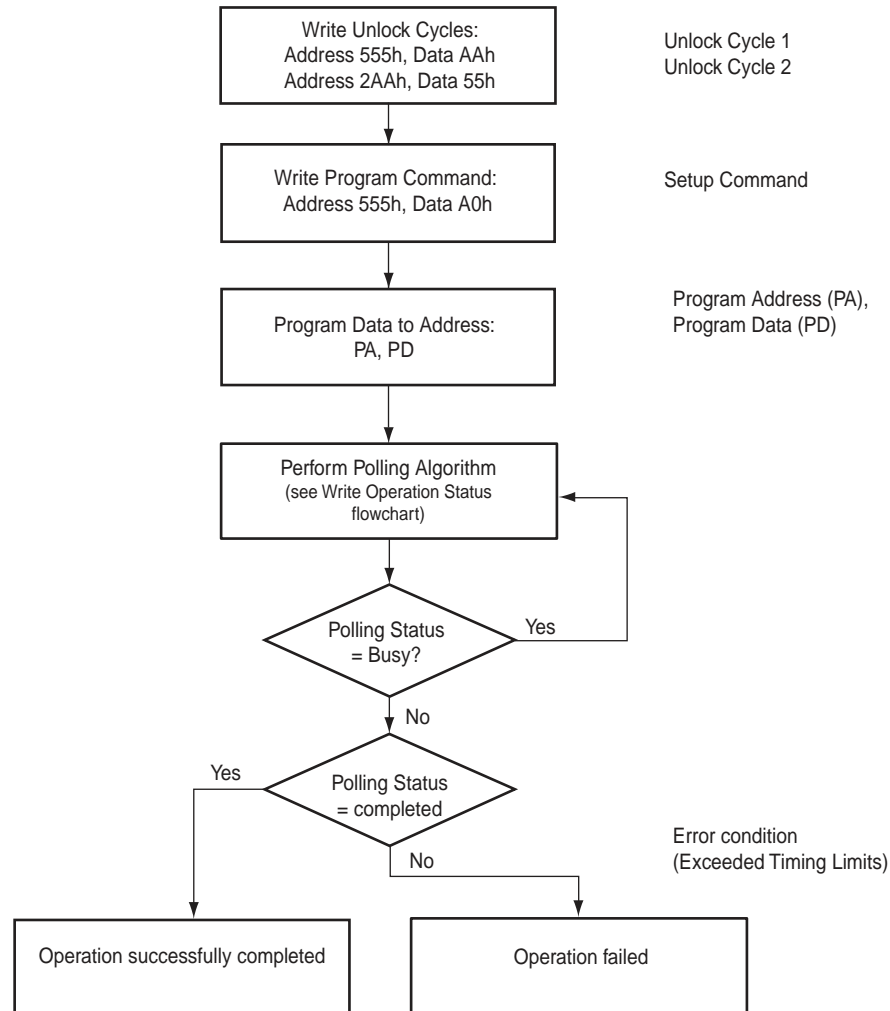 Write Unlock Cycles:
Address 555h, Data AAh
Address 2AAh, Data 55h
Unlock Cycle 1
Unlock Cycle 2
Write Program Command:
Address 555h, Data A0h
Setup Command
Program Data to Address:
PA, PD
Program Address (PA),
Program Data (PD)
Perform Polling Algorithm
(see Write Operation Status
flowchart)
Polling Status
= Busy?
Yes
No
Polling Status
= completed
Yes
No
Error condition
(Exceeded Timing Limits)
Operation successfully completed
Operation failed